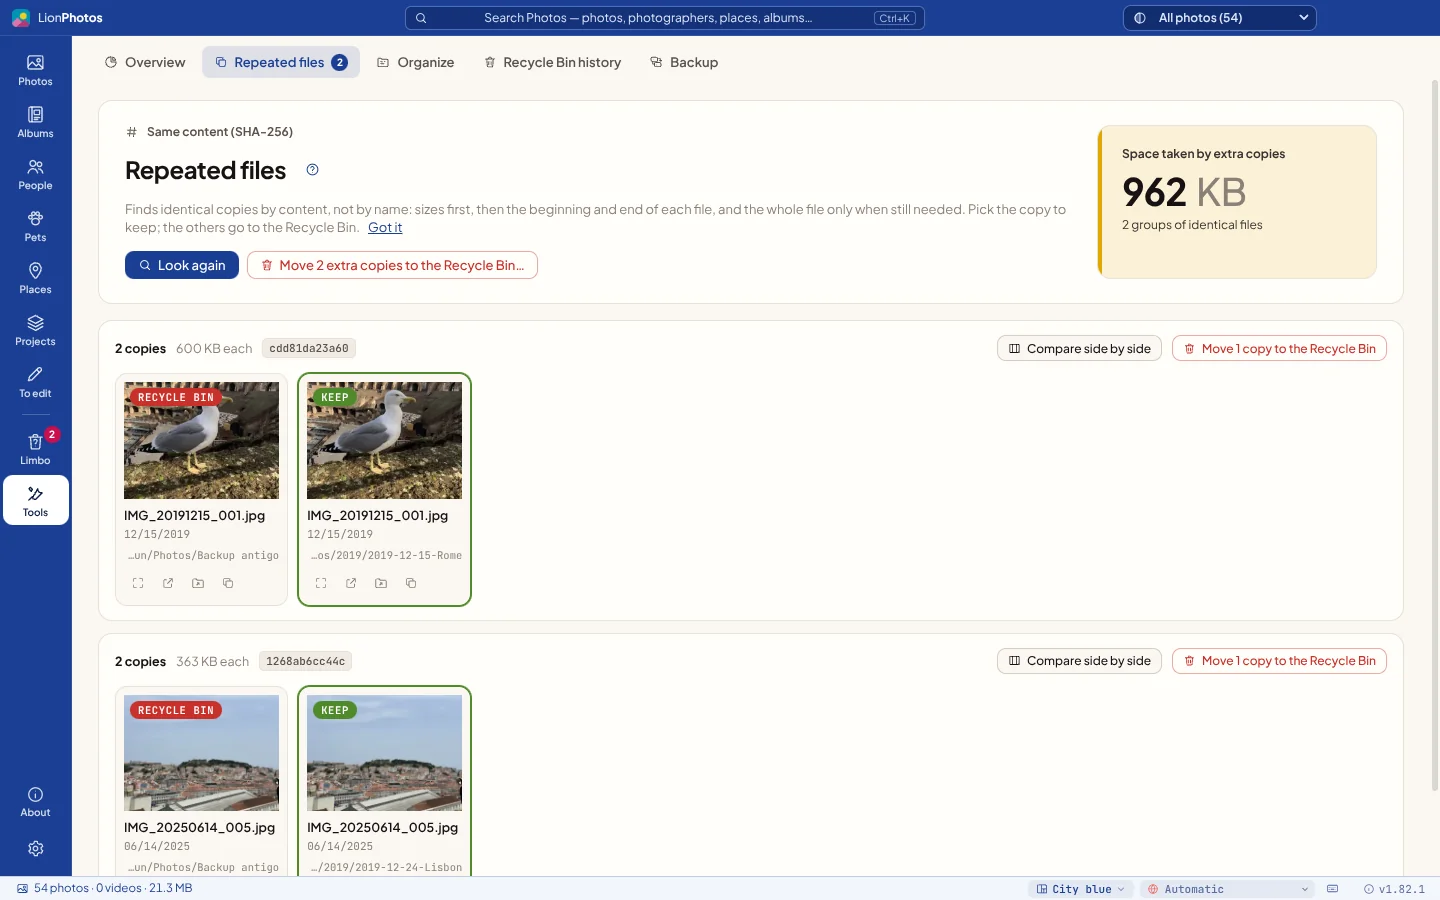 LionPhotos
Search Photos — photos, photographers, places, albums...
Ctrl+K
All photos (54)
Photos
Albums
People
Pets
Places
Projects
To edit
2
Limbo
Tools
About
Overview
Repeated files 2
Organize
Recycle Bin history
Backup
# Same content (SHA-256)
Repeated files
Finds identical copies by content, not by name: sizes first, then the beginning and end of each file, and the whole file only when still needed. Pick the copy to
keep; the others go to the Recycle Bin. Got it
Look again
Move 2 extra copies to the Recycle Bin...
Space taken by extra copies
962 KB
2 groups of identical files
2 copies 600 KB each cdd81da23a60
Compare side by side
Move 1 copy to the Recycle Bin
RECYCLE BIN
IMG_20191215_001.jpg
12/15/2019
…un/Photos/Backup antigo
KEEP
IMG_20191215_001.jpg
12/15/2019
…os/2019/2019-12-15-Rome
2 copies 363 KB each 1268ab6cc44c
Compare side by side
Move 1 copy to the Recycle Bin
RECYCLE BIN
IMG_20250614_005.jpg
06/14/2025
…un/Photos/Backup antigo
KEEP
IMG_20250614_005.jpg
06/14/2025
…/2019/2019-12-24-Lisbon
54 photos · 0 videos · 21.3 MB
City blue
Automatic
v1.82.1